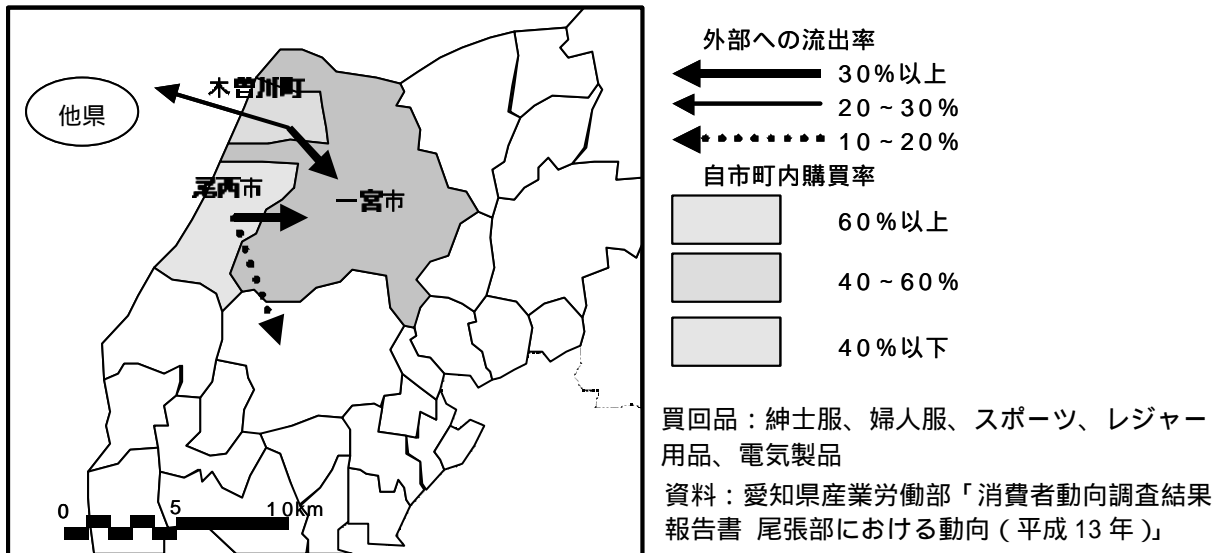 木曽川町
他県
尾西市
一宮市
0 5 10Km
外部への流出率
30%以上
20~30%
10~20%
自市町内購買率
60%以上
40~60%
40%以下
買回品：紳士服、婦人服、スポーツ、レジャー
用品、電気製品
資料：愛知県産業労働部「消費者動向調査結果
報告書 尾張部における動向（平成13年）」